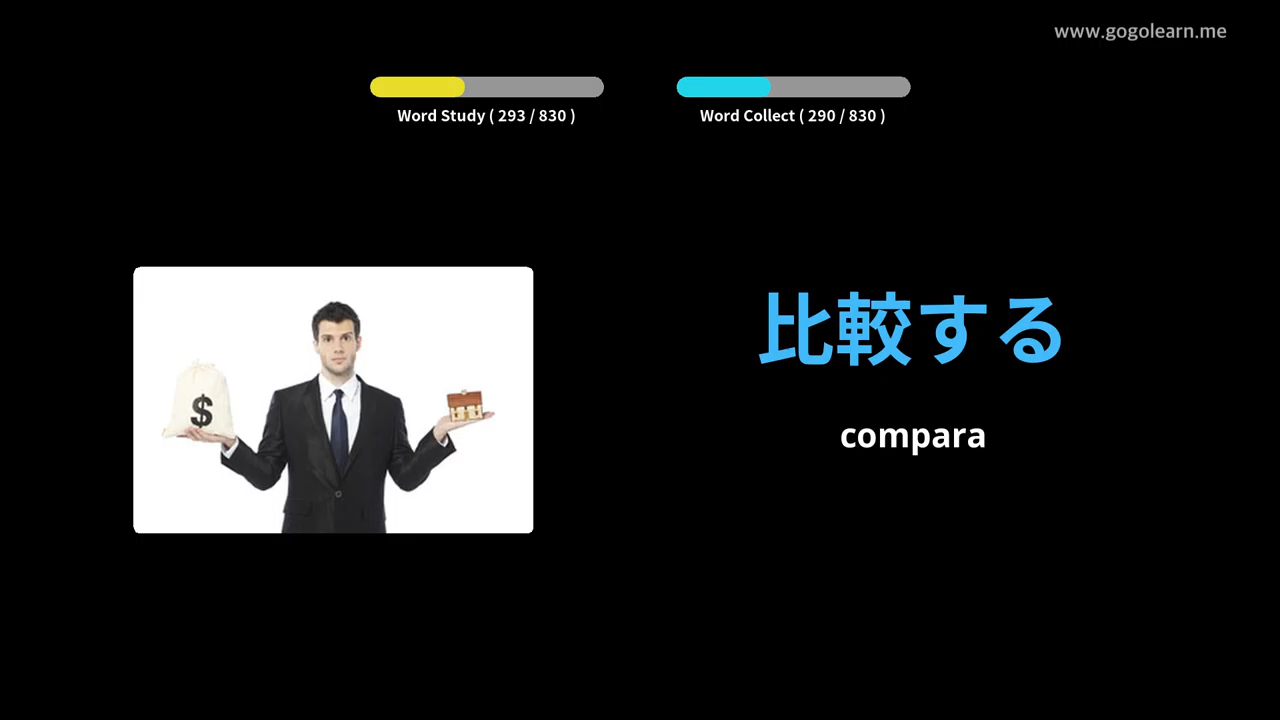 www.gogolearn.me
Word Study ( 293 / 830 )
Word Collect ( 290 / 830 )
比較する
$
compara